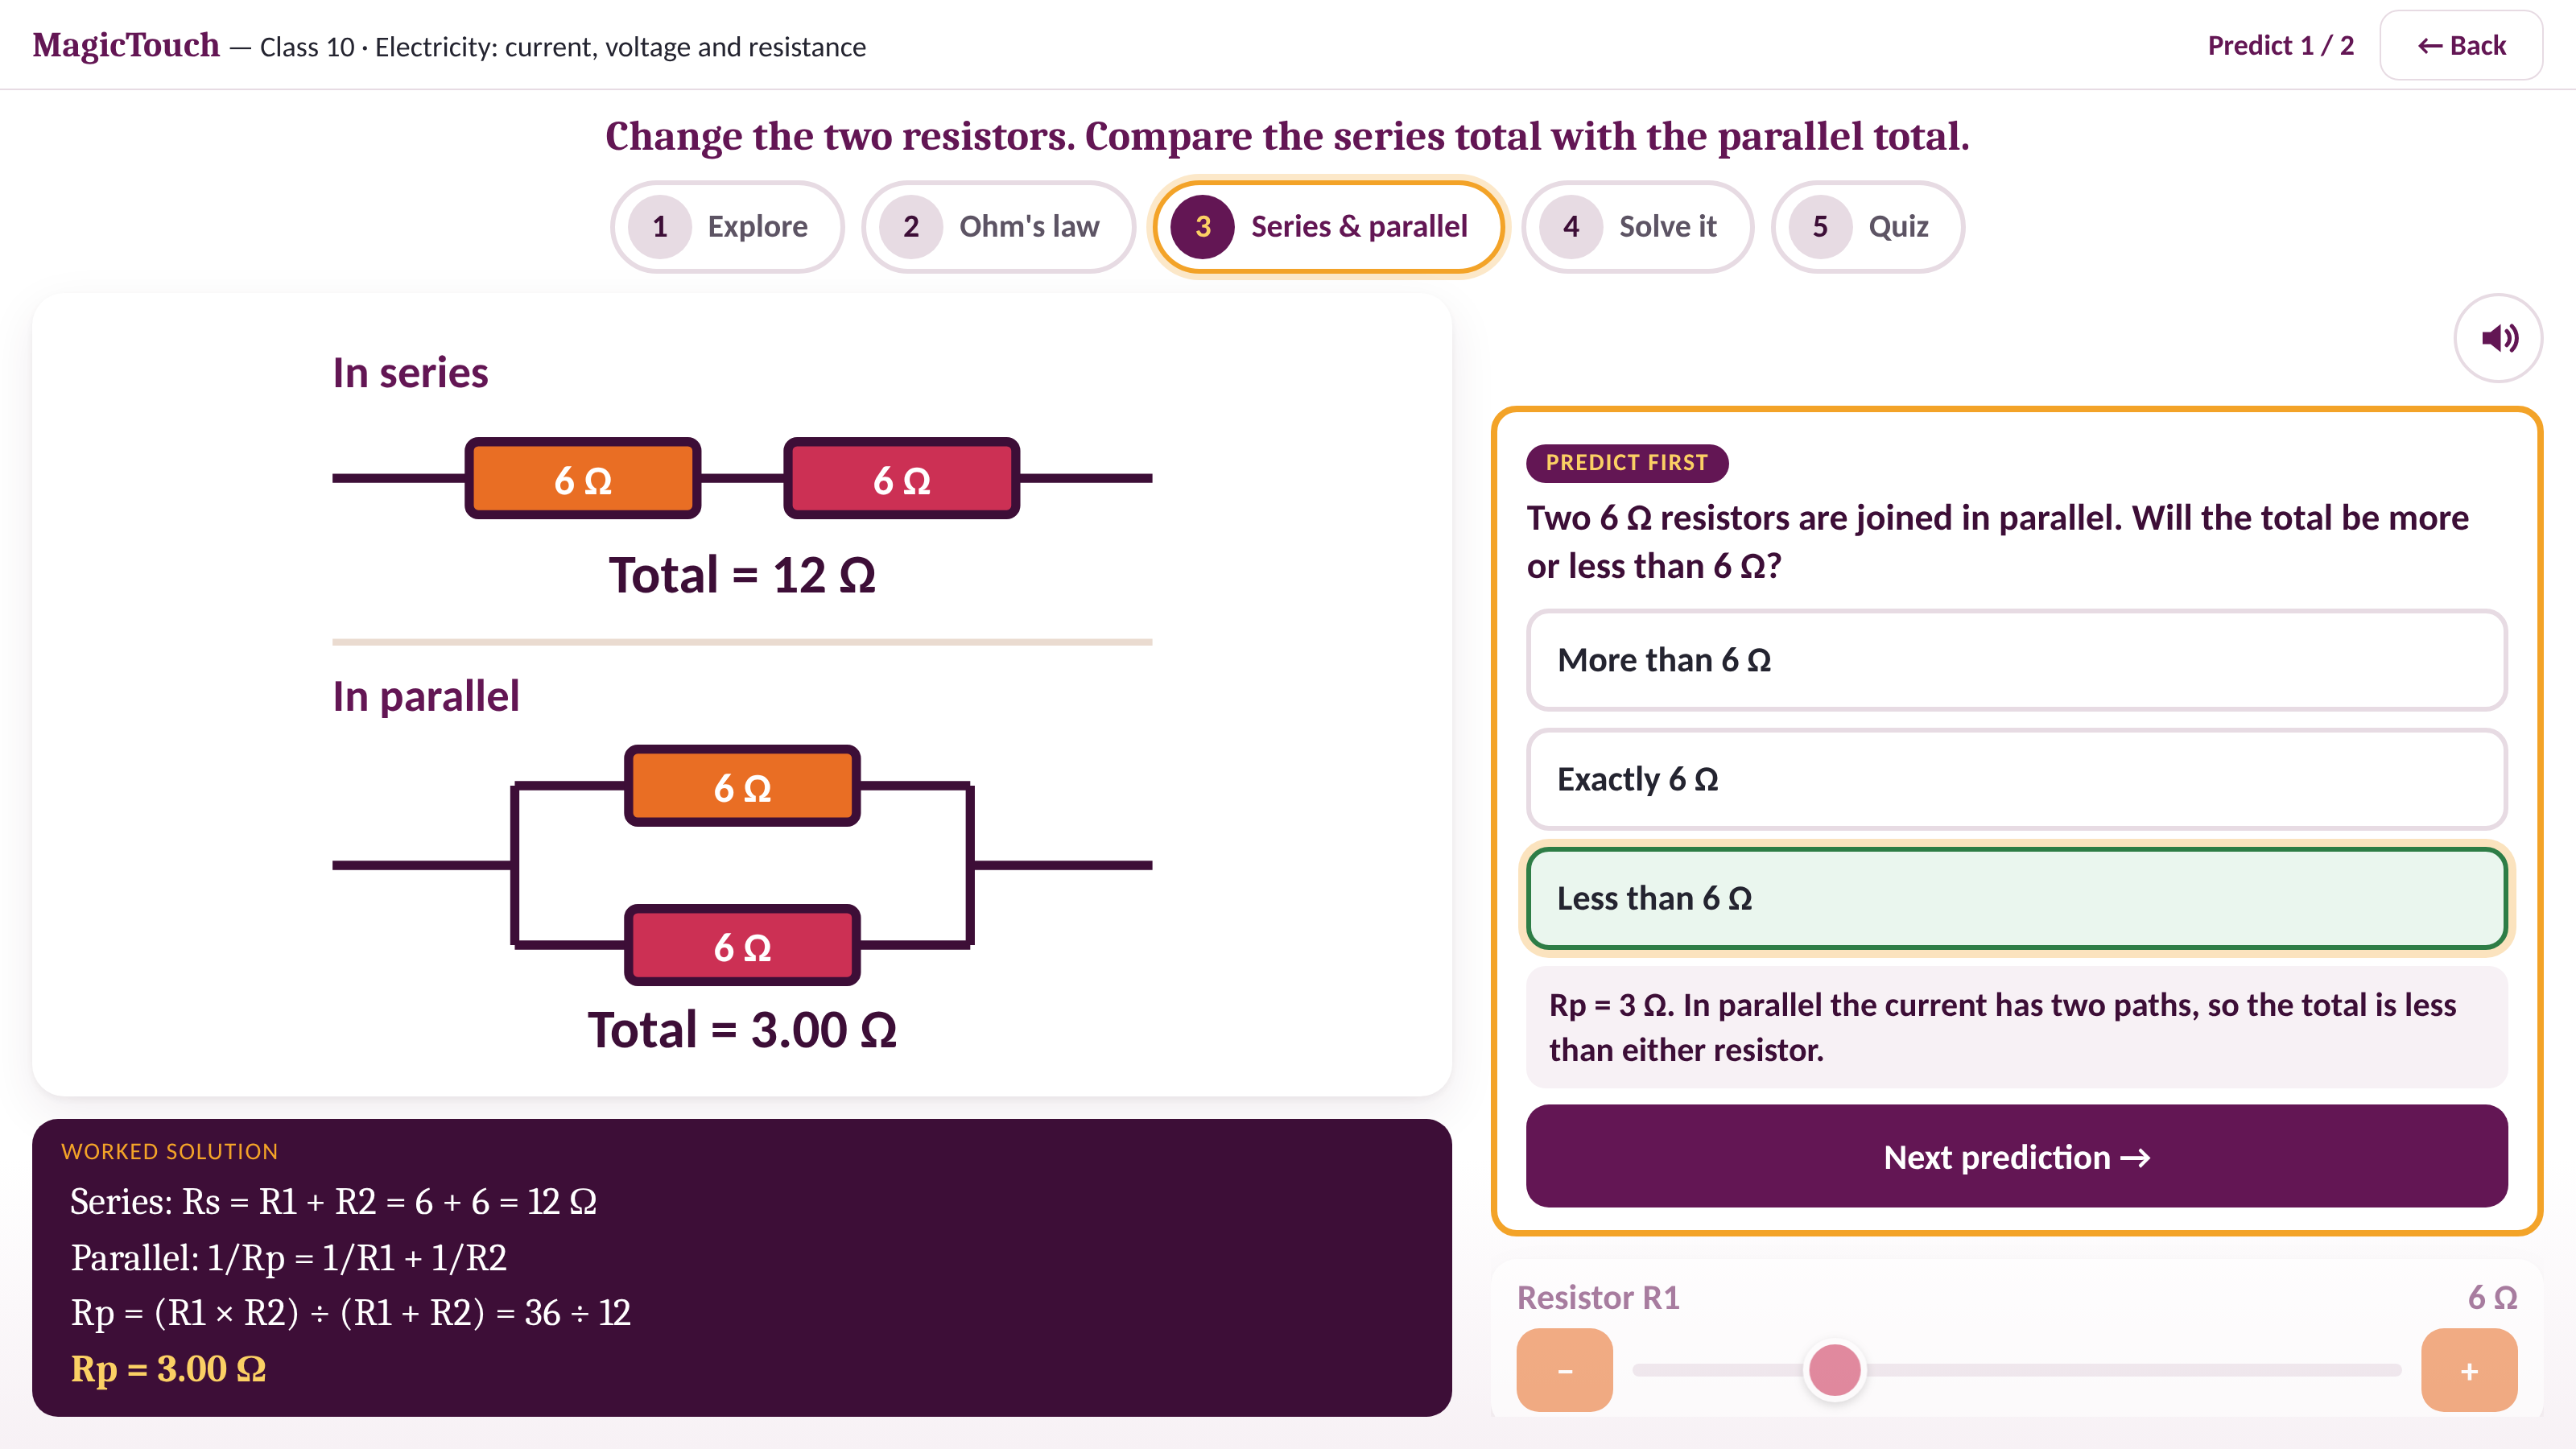 MagicTouch — Class 10 · Electricity: current, voltage and resistance
Predict 1 / 2
← Back
Change the two resistors. Compare the series total with the parallel total.
1 Explore
2 Ohm's law
3 Series & parallel
4 Solve it
5 Quiz
In series
6 Ω
6 Ω
Total = 12 Ω
In parallel
6 Ω
6 Ω
Total = 3.00 Ω
WORKED SOLUTION
Series: Rs = R1 + R2 = 6 + 6 = 12 Ω
Parallel: 1/Rp = 1/R1 + 1/R2
Rp = (R1 × R2) ÷ (R1 + R2) = 36 ÷ 12
Rp = 3.00 Ω
PREDICT FIRST
Two 6 Ω resistors are joined in parallel. Will the total be more
or less than 6 Ω?
More than 6 Ω
Exactly 6 Ω
Less than 6 Ω
Rp = 3 Ω. In parallel the current has two paths, so the total is less
than either resistor.
Next prediction →
Resistor R1
6 Ω
−
+